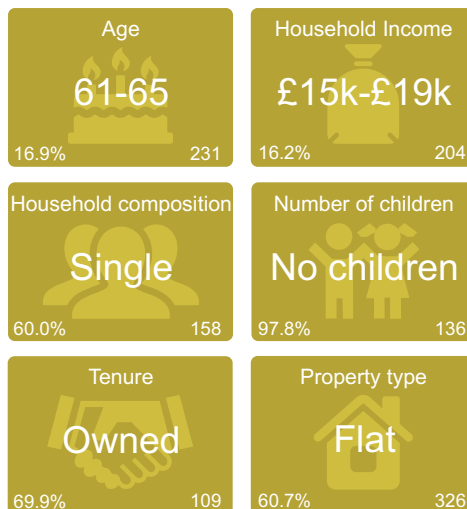 Age
61-65
16.9% 231
Household Income
£15k-£19k
16.2% 204
Household composition
Single
60.0% 158
Number of children
No children
97.8% 136
Tenure
Owned
69.9% 109
Property type
Flat
60.7% 326